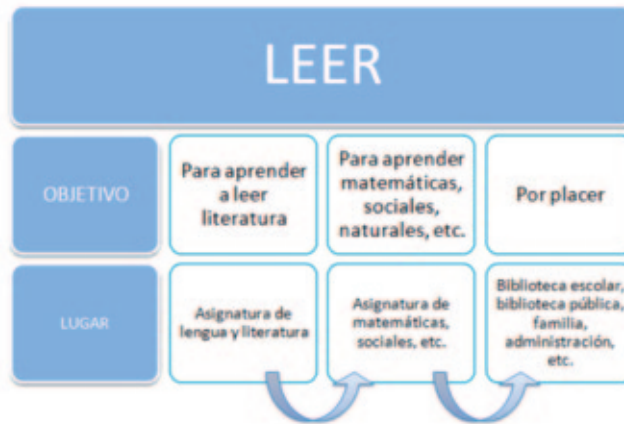 LEER
OBJETIVO
Para aprender
a leer
literatura
Para aprender
matemáticas,
sociales,
naturales, etc.
Por placer
LUGAR
Asignatura de
lengua y literatura
Asignatura de
matemáticas,
sociales, etc.
Biblioteca escolar,
biblioteca pública,
familia,
administración,
etc.